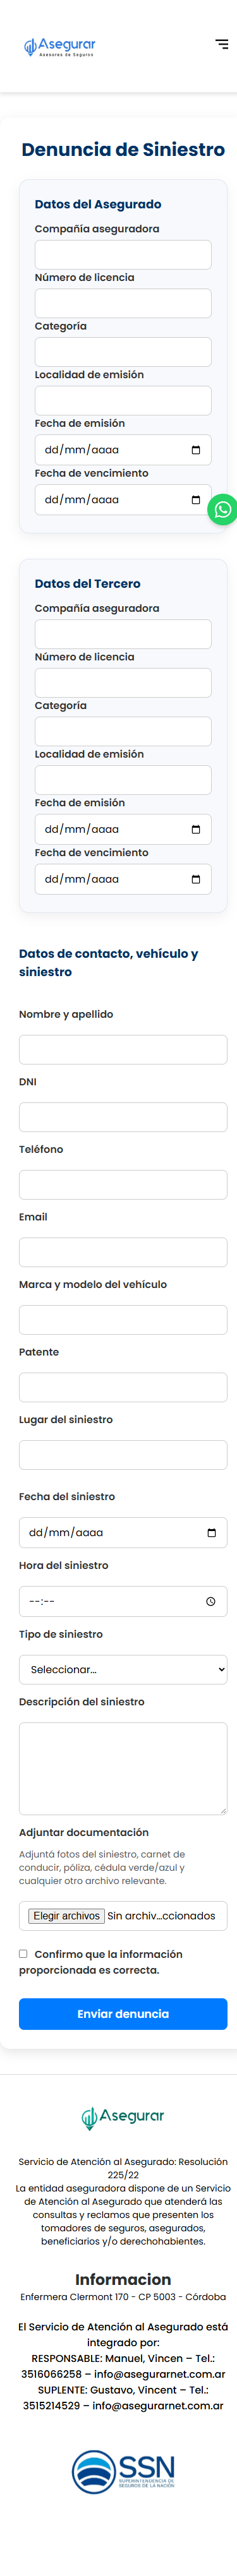 Asegurar
Asesores de Seguros
Denuncia de Siniestro
Datos del Asegurado
Compañía aseguradora
Número de licencia
Categoría
Localidad de emisión
Fecha de emisión
dd/mm/aaaa
Fecha de vencimiento
dd/mm/aaaa
Datos del Tercero
Compañía aseguradora
Número de licencia
Categoría
Localidad de emisión
Fecha de emisión
dd/mm/aaaa
Fecha de vencimiento
dd/mm/aaaa
Datos de contacto, vehículo y
siniestro
Nombre y apellido
DNI
Teléfono
Email
Marca y modelo del vehículo
Patente
Lugar del siniestro
Fecha del siniestro
dd/mm/aaaa
Hora del siniestro
--:--
Tipo de siniestro
Seleccionar...
Descripción del siniestro
Adjuntar documentación
Adjuntá fotos del siniestro, carnet de
conducir, póliza, cédula verde/azul y
cualquier otro archivo relevante.
Elegir archivos Sin archiv...ccionados
Confirmo que la información
proporcionada es correcta.
Enviar denuncia
Asegurar
Servicio de Atención al Asegurado: Resolución
225/22
La entidad aseguradora dispone de un Servicio
de Atención al Asegurado que atenderá las
consultas y reclamos que presenten los
tomadores de seguros, asegurados,
beneficiarios y/o derechohabientes.
Informacion
Enfermera Clermont 170 - CP 5003 - Córdoba
El Servicio de Atención al Asegurado está
integrado por:
RESPONSABLE: Manuel, Vincen – Tel.:
3516066258 – info@asegurarnet.com.ar
SUPLENTE: Gustavo, Vincent – Tel.:
3515214529 – info@asegurarnet.com.ar
SSN
SUPERINTENDENCIA DE
SEGUROS DE LA NACIÓN